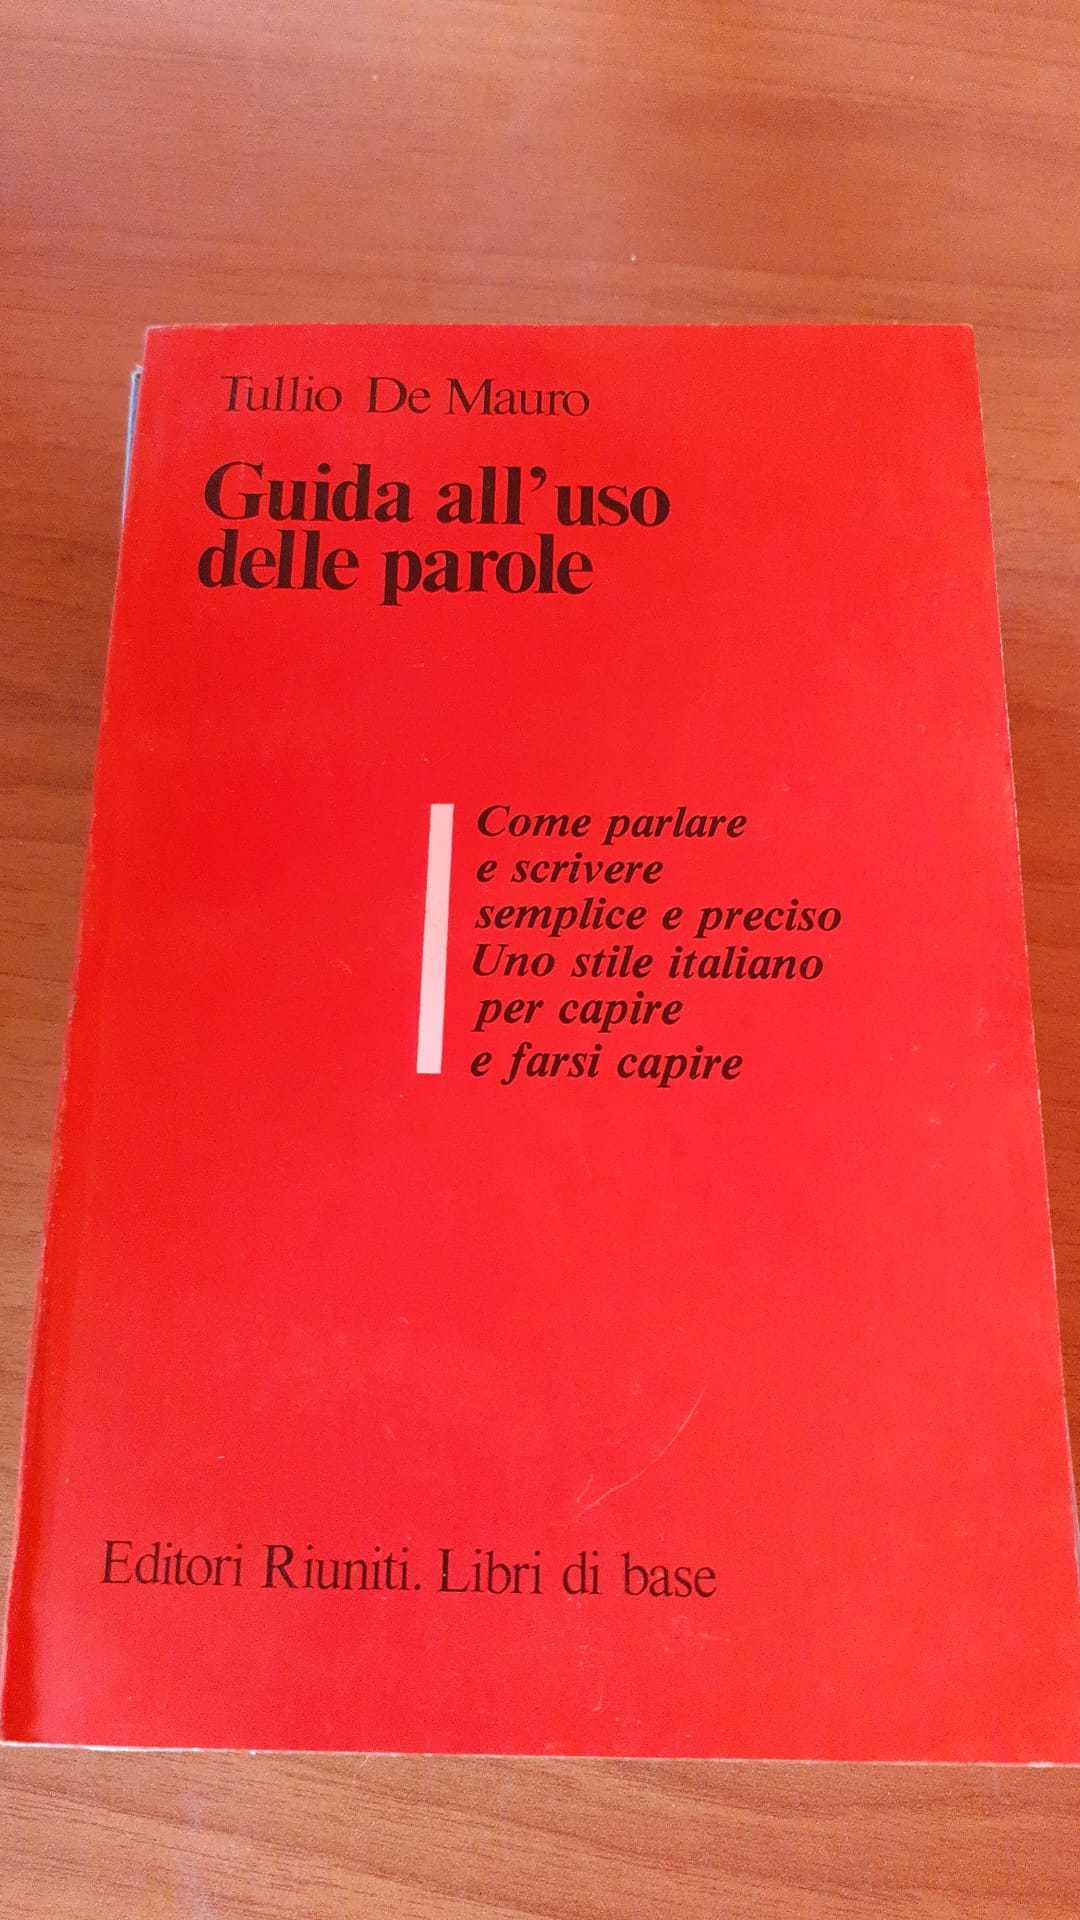 Tullio De Mauro
Guida all'uso
delle parole
Come parlare
e scrivere
semplice e preciso
Uno stile italiano
per capire
e farsi capire
Editori Riuniti. Libri di base